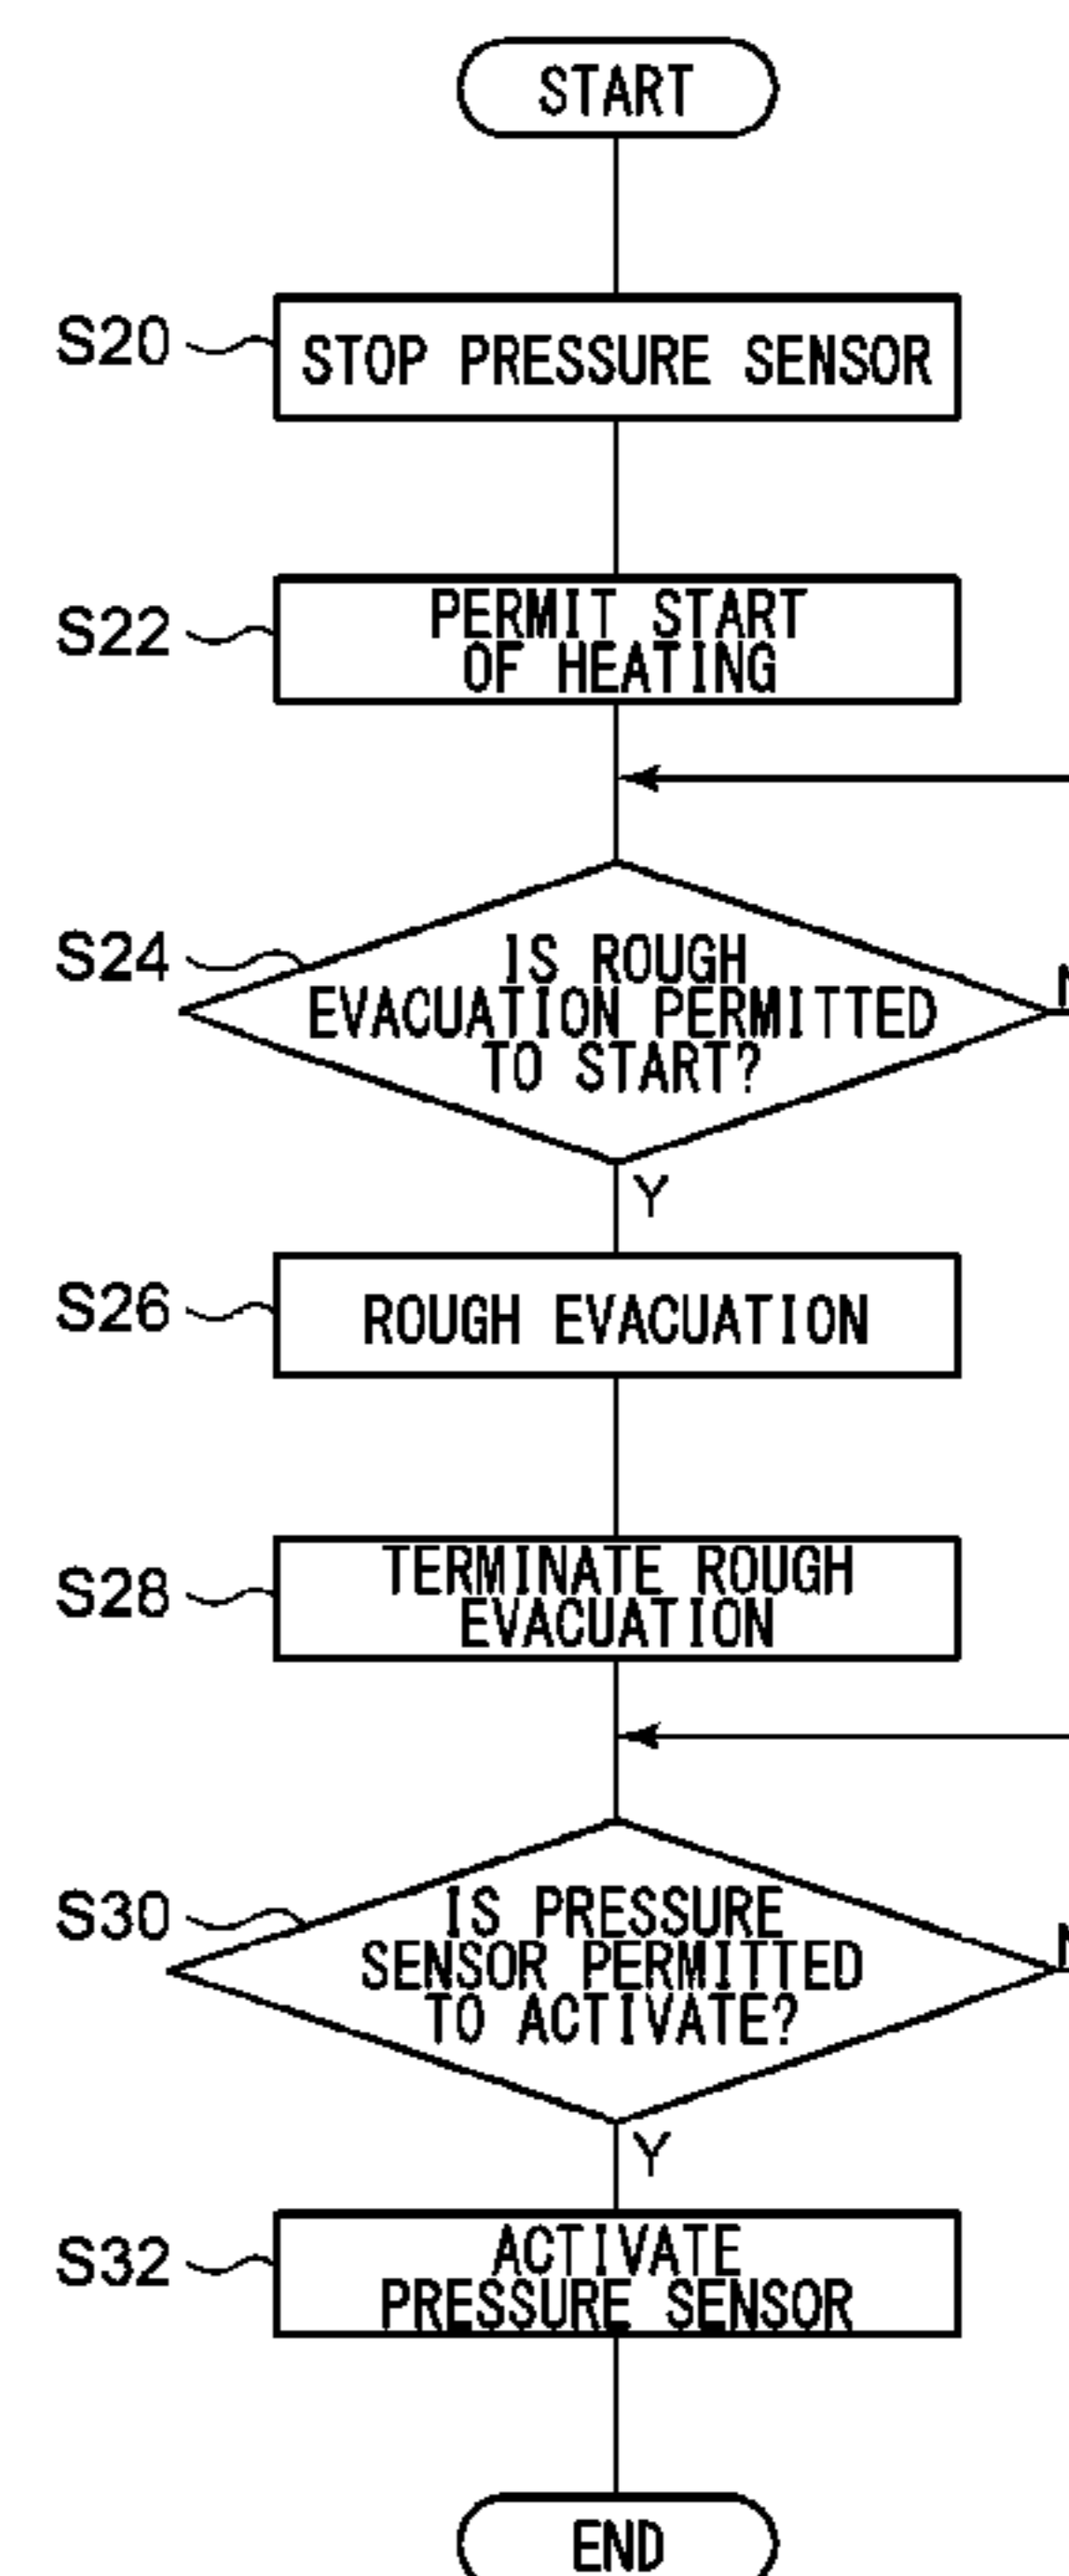 START
S20
STOP PRESSURE SENSOR
S22
PERMIT START
OF HEATING
S24
IS ROUGH
EVACUATION PERMITTED
TO START?
Y
S26
ROUGH EVACUATION
S28
TERMINATE ROUGH
EVACUATION
S30
IS PRESSURE
SENSOR PERMITTED
TO ACTIVATE?
Y
S32
ACTIVATE
PRESSURE SENSOR
END